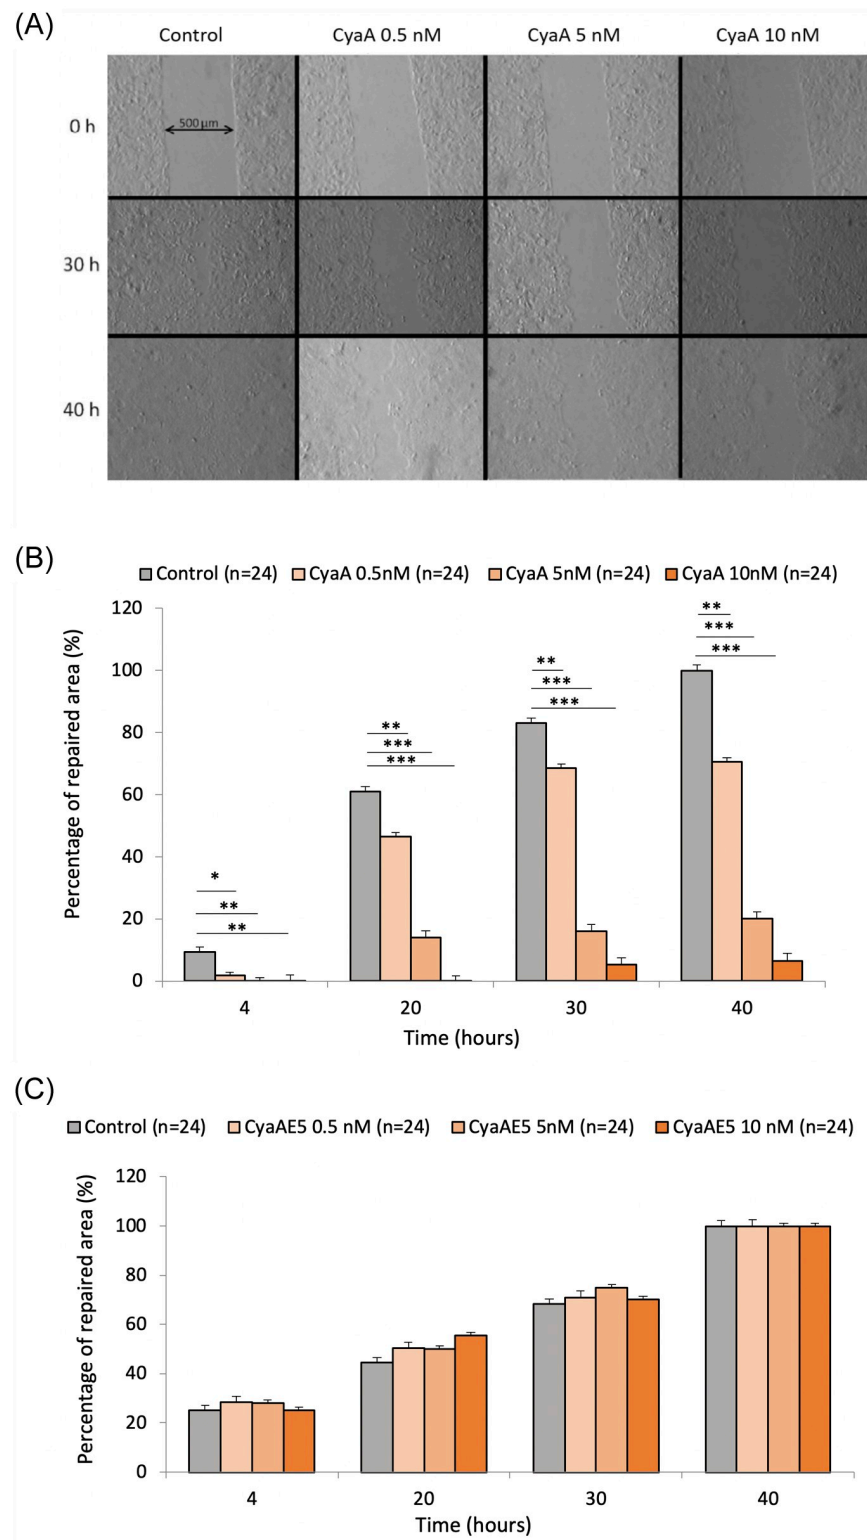 (A)
Control CyaA 0.5 nM CyaA 5 nM CyaA 10 nM
0 h
500 µm
30 h
40 h
(B)
Control (n=24) CyaA 0.5nM (n=24) CyaA 5nM (n=24) CyaA 10nM (n=24)
Percentage of repaired area (%)
120
100
80
60
40
20
0
*
**
**
**
***
***
**
***
***
**
***
***
4 20 30 40
Time (hours)
(C)
Control (n=24) CyaAE5 0.5 nM (n=24) CyaAE5 5nM (n=24) CyaAE5 10 nM (n=24)
Percentage of repaired area (%)
120
100
80
60
40
20
0
4 20 30 40
Time (hours)